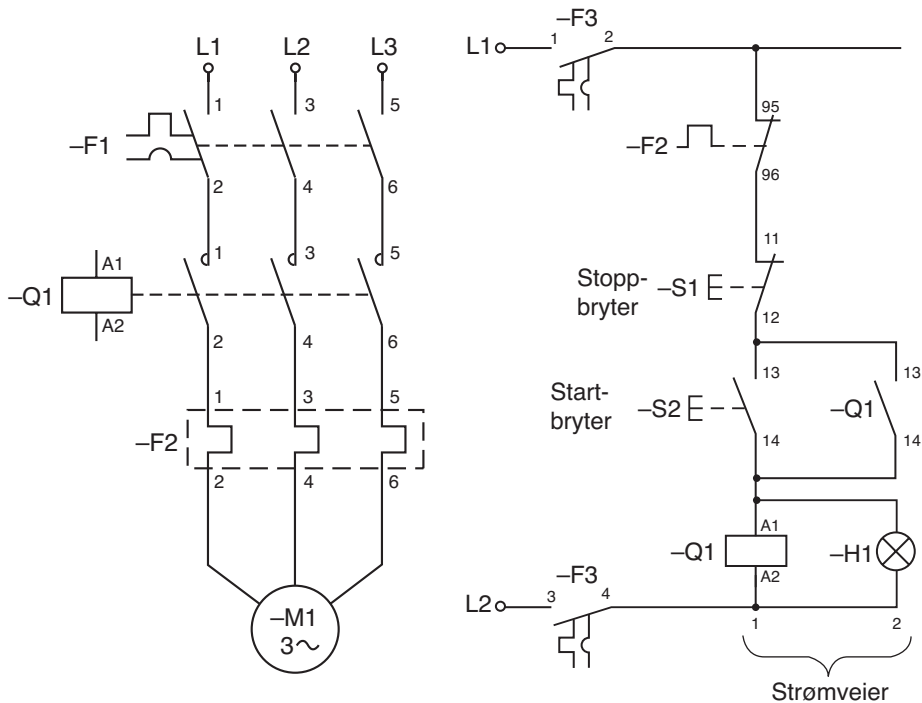 L1 L2 L3
1 3 5
–F1
2 4 6
1 3 5
A1
–Q1
A2
2 4 6
1 3 5
–F2
2 4 6
–M1
3~
–F3
L1 1 2
95
–F2
96
11
Stopp-
bryter
–S1
12
13 13
Start-
bryter
–S2 –Q1
14 14
A1
–Q1 –H1
A2
–F3
L2 3 4
1 2
Strømveier